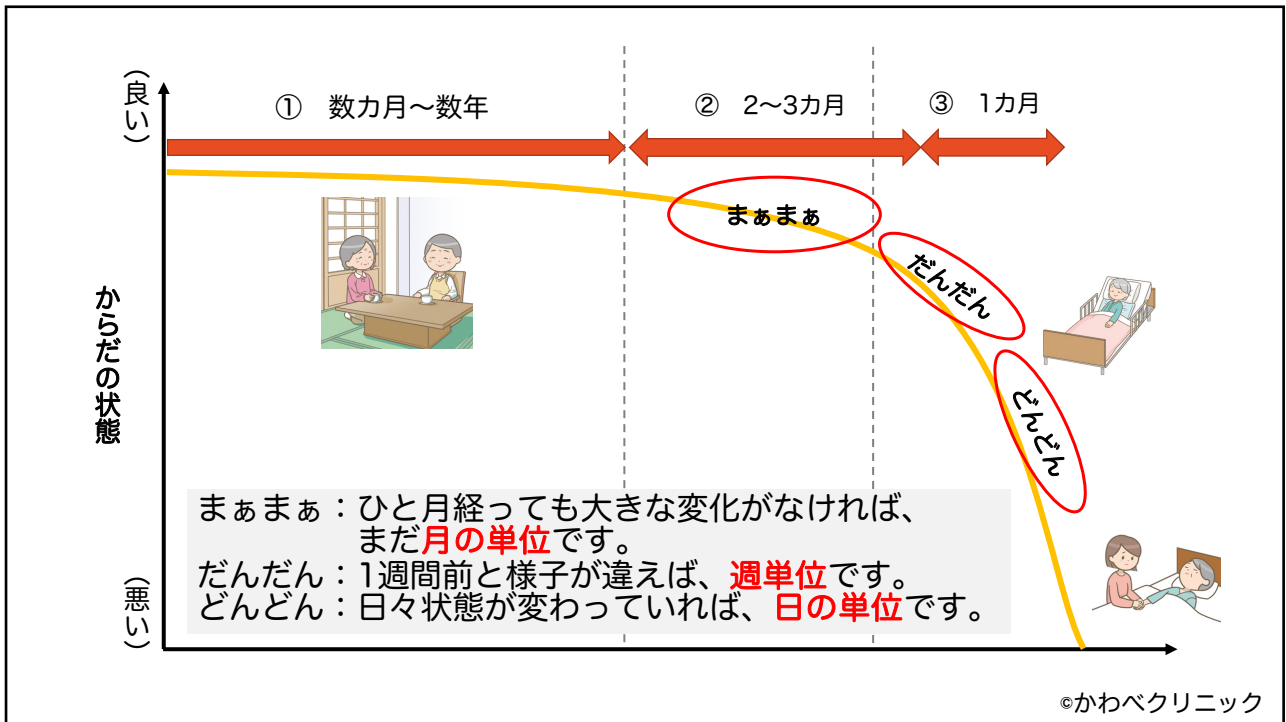 (良い)
① 数カ月～数年
② 2～3カ月
③ 1カ月
まぁまぁ
だんだん
どんどん
からだの状態
まぁまぁ：ひと月経っても大きな変化がなければ、
まだ月の単位です。
だんだん：1週間前と様子が違えば、週単位です。
どんどん：日々状態が変わっていれば、日の単位です。
(悪い)
©かわべクリニック